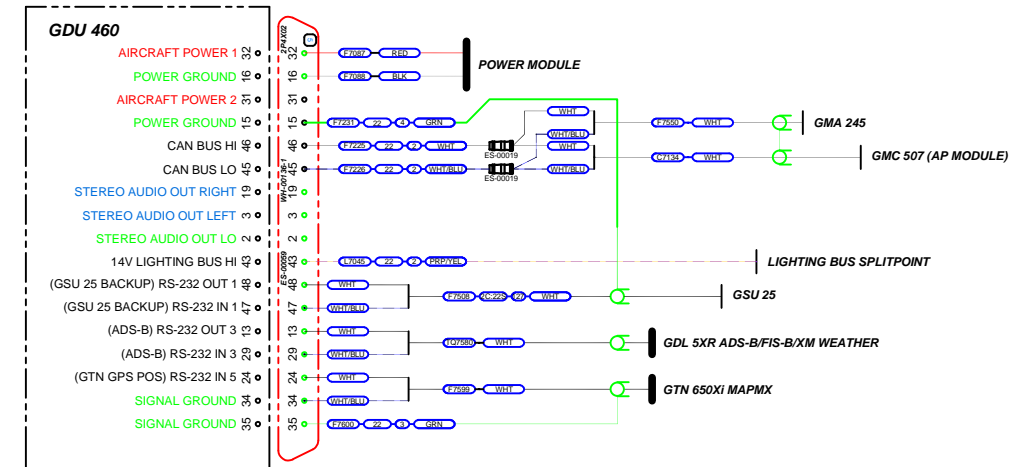 GDU 460
2P4X02
AIRCRAFT POWER 1 32 32 F7087 RED
POWER MODULE
POWER GROUND 16 16 F7088 BLK
AIRCRAFT POWER 2 31 31
POWER GROUND 15 15 F7231 22 4 GRN
WHT
WHT/BLU
F7550 WHT
GMA 245
CAN BUS HI 46 46 F7225 22 2 WHT
ES-00019
WHT
WHT/BLU
C7134 WHT
GMC 507 (AP MODULE)
CAN BUS LO 45 45 F7226 22 2 WHT/BLU
ES-00019
WH-00136-1
STEREO AUDIO OUT RIGHT 19 19
STEREO AUDIO OUT LEFT 3 3
STEREO AUDIO OUT LO 2 2
14V LIGHTING BUS HI 43 43 L7045 22 2 PRP/YEL
LIGHTING BUS SPLITPOINT
ES-00059
(GSU 25 BACKUP) RS-232 OUT 1 48 48 WHT
F7508 2C:22S (2) WHT
GSU 25
(GSU 25 BACKUP) RS-232 IN 1 47 47 WHT/BLU
(ADS-B) RS-232 OUT 3 13 13 WHT
TQ7580 WHT
GDL 5XR ADS-B/FIS-B/XM WEATHER
(ADS-B) RS-232 IN 3 29 29 WHT/BLU
(GTN GPS POS) RS-232 IN 5 24 24 WHT
F7599 WHT
GTN 650Xi MAPMX
SIGNAL GROUND 34 34 WHT/BLU
SIGNAL GROUND 35 35 F7600 22 3 GRN